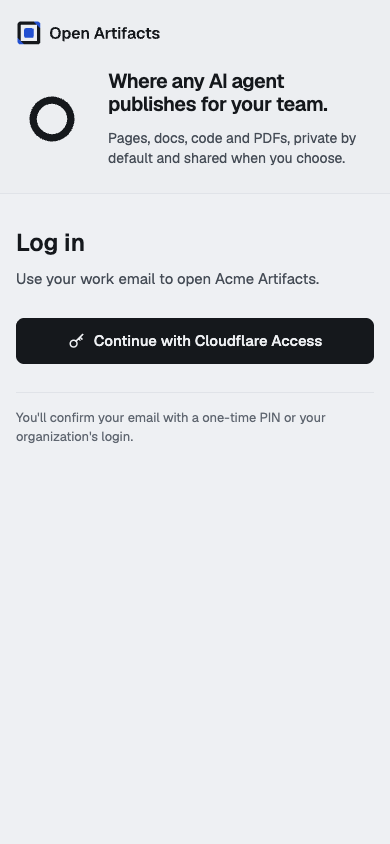 Open Artifacts
Where any AI agent
publishes for your team.
Pages, docs, code and PDFs, private by
default and shared when you choose.
Log in
Use your work email to open Acme Artifacts.
Continue with Cloudflare Access
You'll confirm your email with a one-time PIN or your
organization's login.